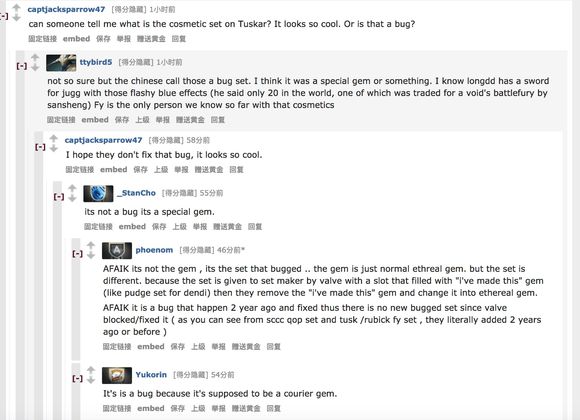 captjacksparrow47 [得分隐藏] 1小时前
can someone tell me what is the cosmetic set on Tuskar? It looks so cool. Or is that a bug?
固定链接 embed 保存 举报 赠送黄金 回复
[-] ttybird5 [得分隐藏] 1小时前
not so sure but the chinese call those a bug set. I think it was a special gem or something. I know longdd has a sword
for jugg with those flashy blue effects (he said only 20 in the world, one of which was traded for a void's battlefury by
sansheng) Fy is the only person we know so far with that cosmetics
固定链接 embed 保存 上级 举报 赠送黄金 回复
[-] captjacksparrow47 [得分隐藏] 58分前
I hope they don't fix that bug, it looks so cool.
固定链接 embed 保存 上级 举报 赠送黄金 回复
[-] _StanCho [得分隐藏] 55分前
its not a bug its a special gem.
固定链接 embed 保存 上级 举报 赠送黄金 回复
[-] phoenom [得分隐藏] 46分前*
AFAIK its not the gem , its the set that bugged .. the gem is just normal ethreal gem. but the set is
different. because the set is given to set maker by valve with a slot that filled with "i've made this" gem
(like pudge set for dendi) then they remove the "i've made this" gem and change it into ethereal gem.
AFAIK it is a bug that happen 2 year ago and fixed thus there is no new bugged set since valve
blocked/fixed it ( as you can see from sccc qop set and tusk /rubick fy set , they literally added 2 years
ago or before )
固定链接 embed 保存 上级 举报 赠送黄金 回复
[-] Yukorin [得分隐藏] 54分前
It's is a bug because it's supposed to be a courier gem.
固定链接 embed 保存 上级 举报 赠送黄金 回复